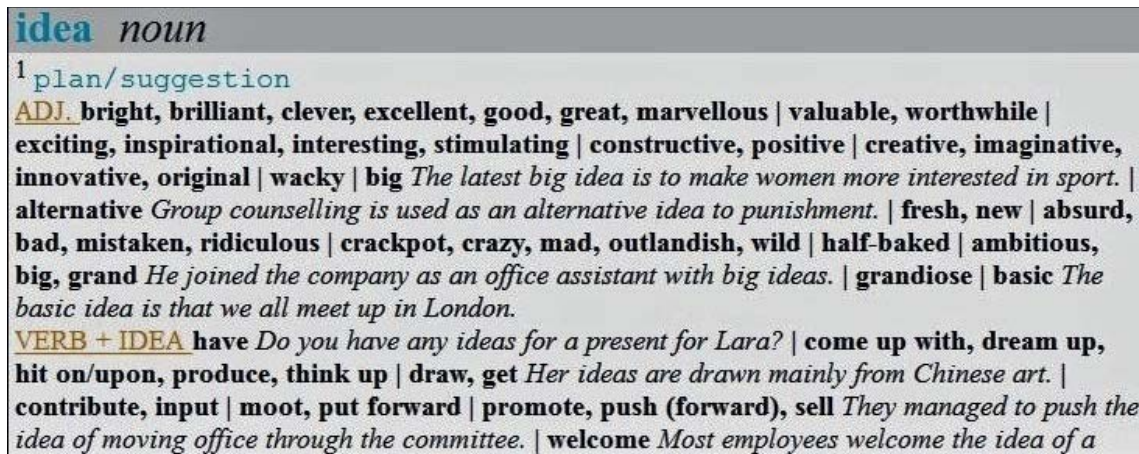 idea noun
1 plan/suggestion
ADJ. bright, brilliant, clever, excellent, good, great, marvellous | valuable, worthwhile |
exciting, inspirational, interesting, stimulating | constructive, positive | creative, imaginative,
innovative, original | wacky | big The latest big idea is to make women more interested in sport. |
alternative Group counselling is used as an alternative idea to punishment. | fresh, new | absurd,
bad, mistaken, ridiculous | crackpot, crazy, mad, outlandish, wild | half-baked | ambitious,
big, grand He joined the company as an office assistant with big ideas. | grandiose | basic The
basic idea is that we all meet up in London.
VERB + IDEA have Do you have any ideas for a present for Lara? | come up with, dream up,
hit on/upon, produce, think up | draw, get Her ideas are drawn mainly from Chinese art. |
contribute, input | moot, put forward | promote, push (forward), sell They managed to push the
idea of moving office through the committee. | welcome Most employees welcome the idea of a